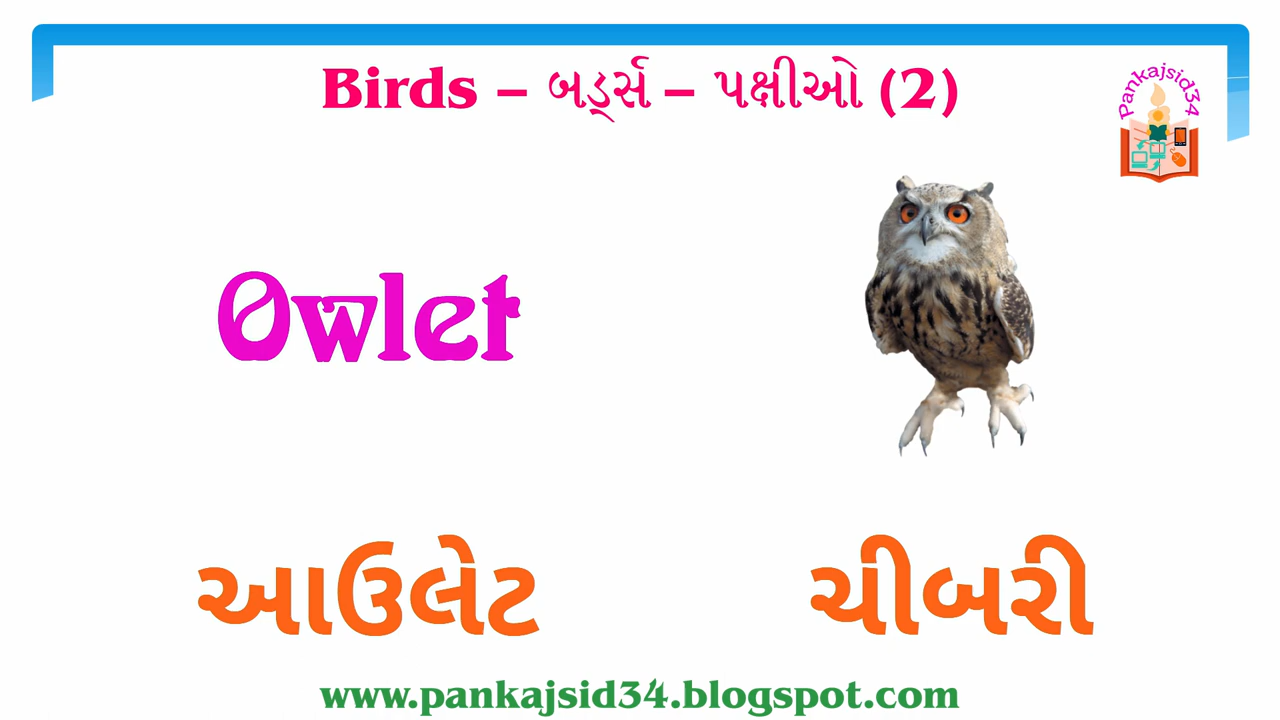 Birds – બર્ડ્સ – પક્ષીઓ (2)
Pankajsid34
Owlet
આઉલેટ
ચીબરી
www.pankajsid34.blogspot.com